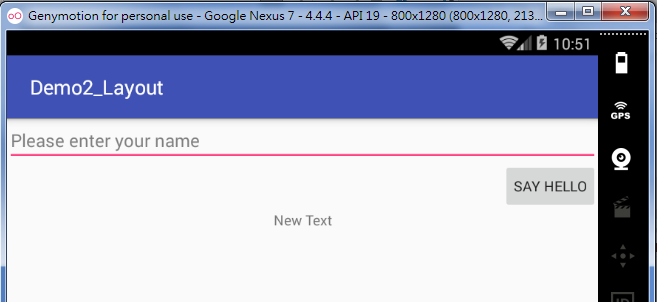 Genymotion for personal use - Google Nexus 7 - 4.4.4 - API 19 - 800x1280 (800x1280, 213...
10:51
Demo2_Layout
GPS
Please enter your name
SAY HELLO
New Text
ID